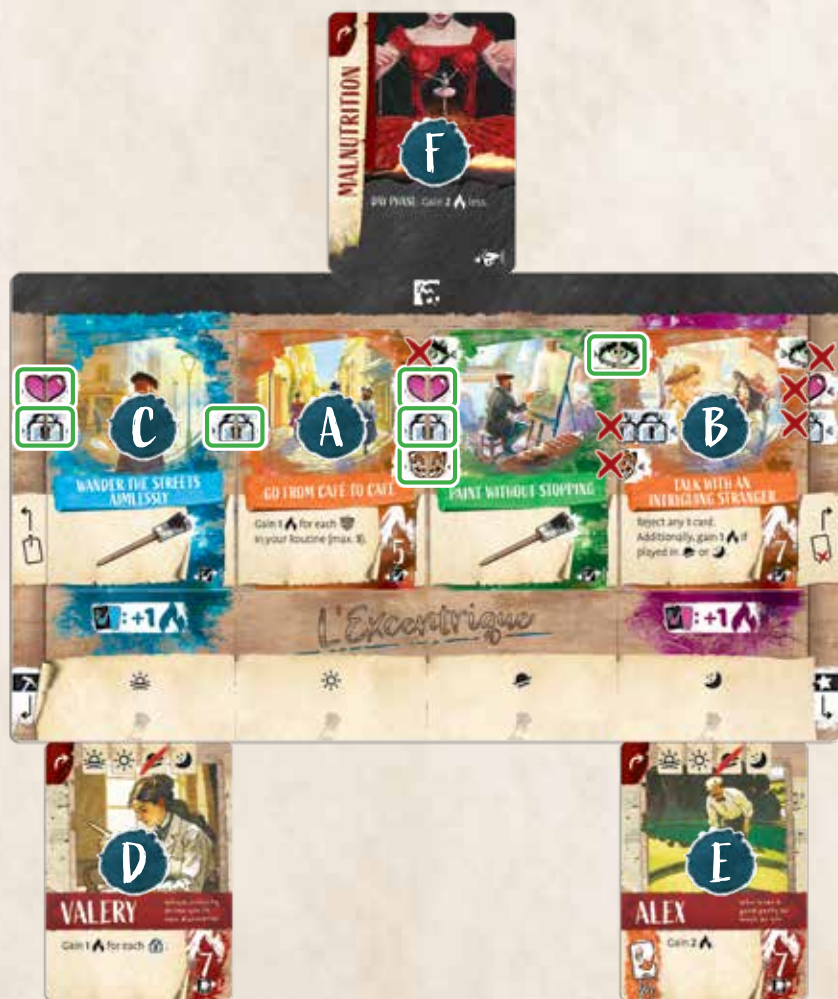 MALNUTRITION
F
DAY PHASE: Gain 2 less.
C
A
B
WANDER THE STREETS
AIMLESSLY
GO FROM CAFÉ TO CAFÉ
Gain 1 for each
in your Routine (max. 3).
5
PAINT WITHOUT STOPPING
TALK WITH AN
INTRIGUING STRANGER
Reject any 1 card.
Additionally, gain 1 if
played in or
7
: +1
L'Excentrique
: +1
D
VALERY
Gain 1 for each
7
E
ALEX
Gain 2
7